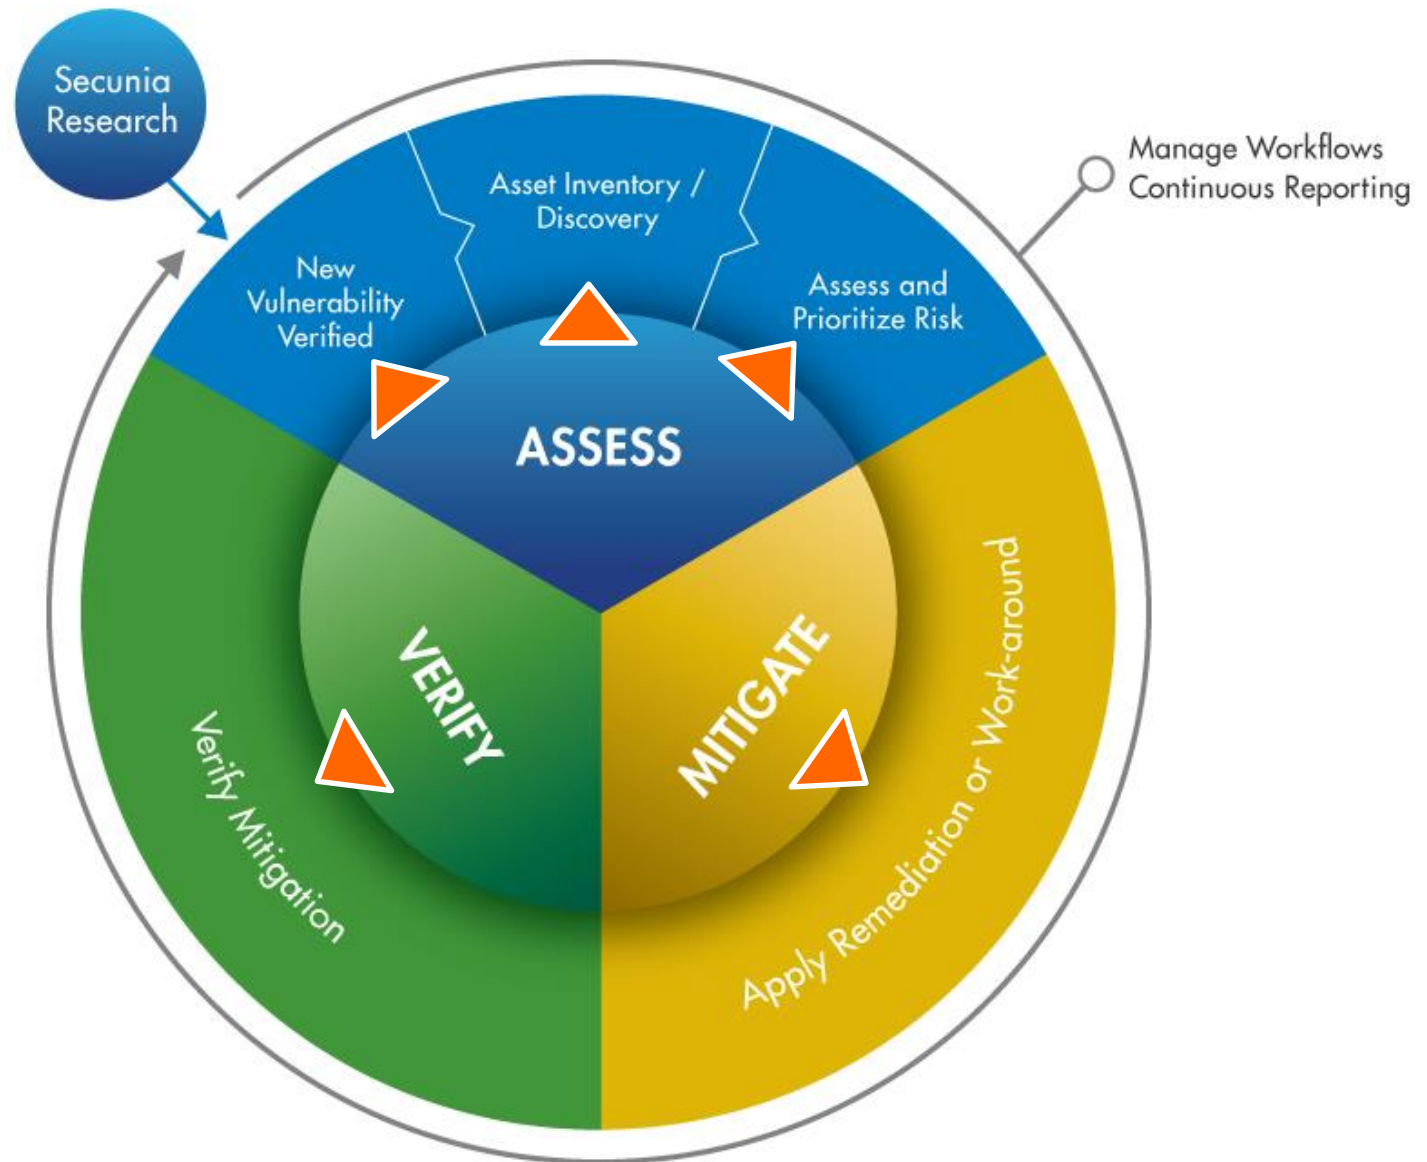 Secunia
Research
Manage Workflows
Continuous Reporting
New
Vulnerability
Verified
Asset Inventory /
Discovery
Assess and
Prioritize Risk
ASSESS
MITIGATE
Apply Remediation or Work-around
VERIFY
Verify Mitigation